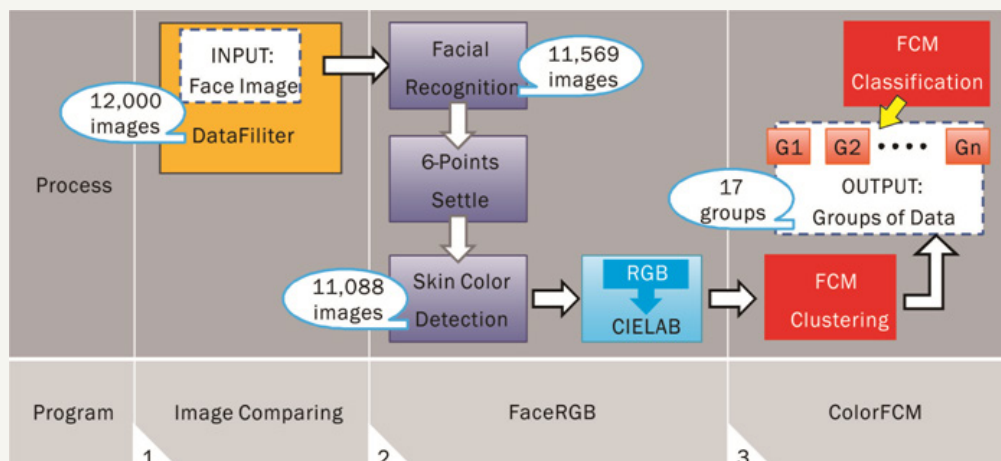 INPUT:
Face Image
DataFiliter
12,000
images
Facial
Recognition
11,569
images
6-Points
Settle
Skin Color
Detection
11,088
images
RGB
CIELAB
FCM
Classification
G1 G2 •••• Gn
OUTPUT:
Groups of Data
17
groups
FCM
Clustering
Process
Program
Image Comparing
FaceRGB
ColorFCM
1
2
3